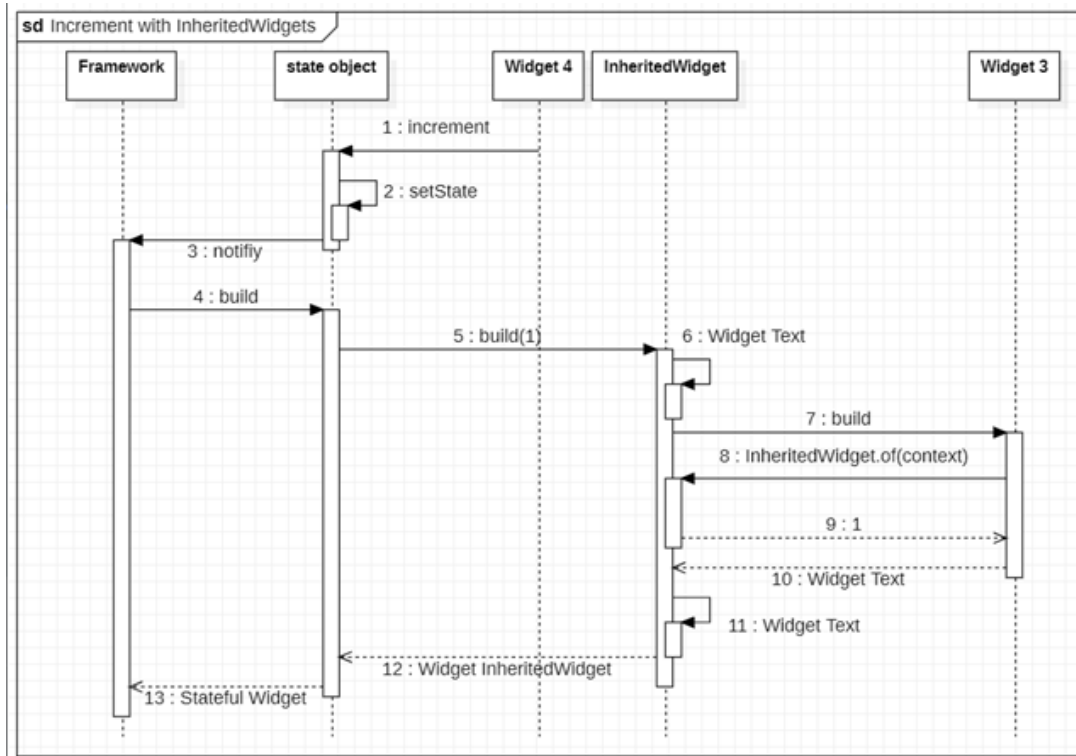 sd Increment with InheritedWidgets
Framework
state object
Widget 4
InheritedWidget
Widget 3
1 : increment
2 : setState
3 : notifiy
4 : build
5 : build(1)
6 : Widget Text
7 : build
8 : InheritedWidget.of(context)
9 : 1
10 : Widget Text
11 : Widget Text
12 : Widget InheritedWidget
13 : Stateful Widget